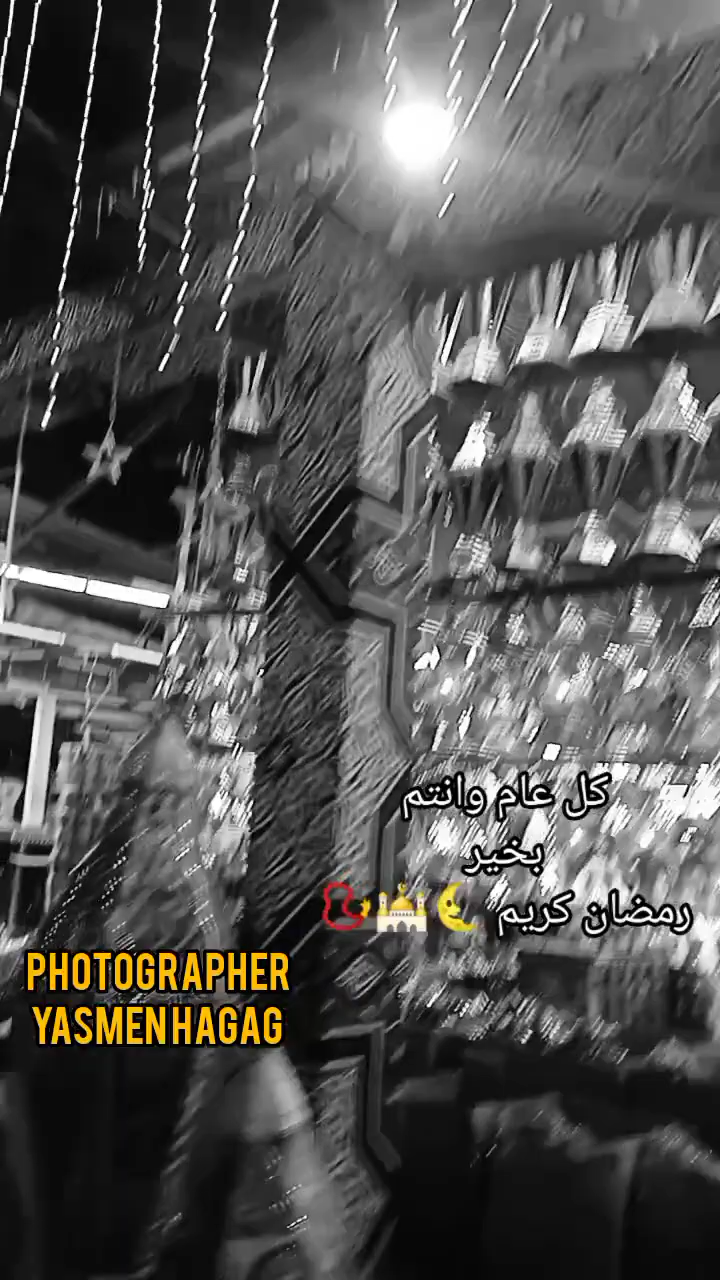 كل عام وانتم
بخير
رمضان كريم 🌜🕌📿
PHOTOGRAPHER
YASMEN HAGAG